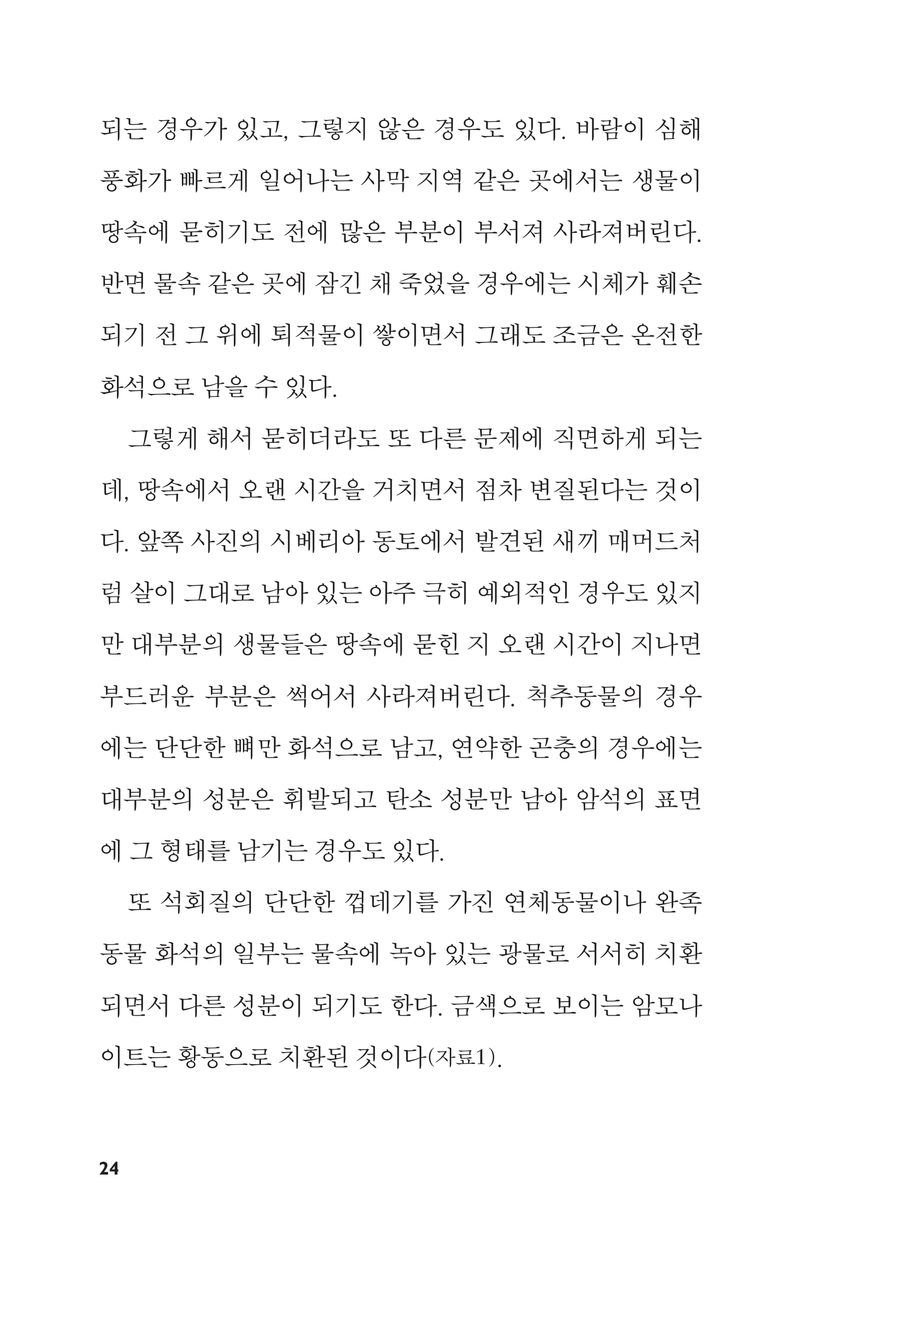 되는 경우가 있고, 그렇지 않은 경우도 있다. 바람이 심해
풍화가 빠르게 일어나는 사막 지역 같은 곳에서는 생물이
땅속에 묻히기도 전에 많은 부분이 부서져 사라져버린다.
반면 물속 같은 곳에 잠긴 채 죽었을 경우에는 시체가 훼손
되기 전 그 위에 퇴적물이 쌓이면서 그래도 조금은 온전한
화석으로 남을 수 있다.
그렇게 해서 묻히더라도 또 다른 문제에 직면하게 되는
데, 땅속에서 오랜 시간을 거치면서 점차 변질된다는 것이
다. 앞쪽 사진의 시베리아 동토에서 발견된 새끼 매머드처
럼 살이 그대로 남아 있는 아주 극히 예외적인 경우도 있지
만 대부분의 생물들은 땅속에 묻힌 지 오랜 시간이 지나면
부드러운 부분은 썩어서 사라져버린다. 척추동물의 경우
에는 단단한 뼈만 화석으로 남고, 연약한 곤충의 경우에는
대부분의 성분은 휘발되고 탄소 성분만 남아 암석의 표면
에 그 형태를 남기는 경우도 있다.
또 석회질의 단단한 껍데기를 가진 연체동물이나 완족
동물 화석의 일부는 물속에 녹아 있는 광물로 서서히 치환
되면서 다른 성분이 되기도 한다. 금색으로 보이는 암모나
이트는 황동으로 치환된 것이다(자료1).
24